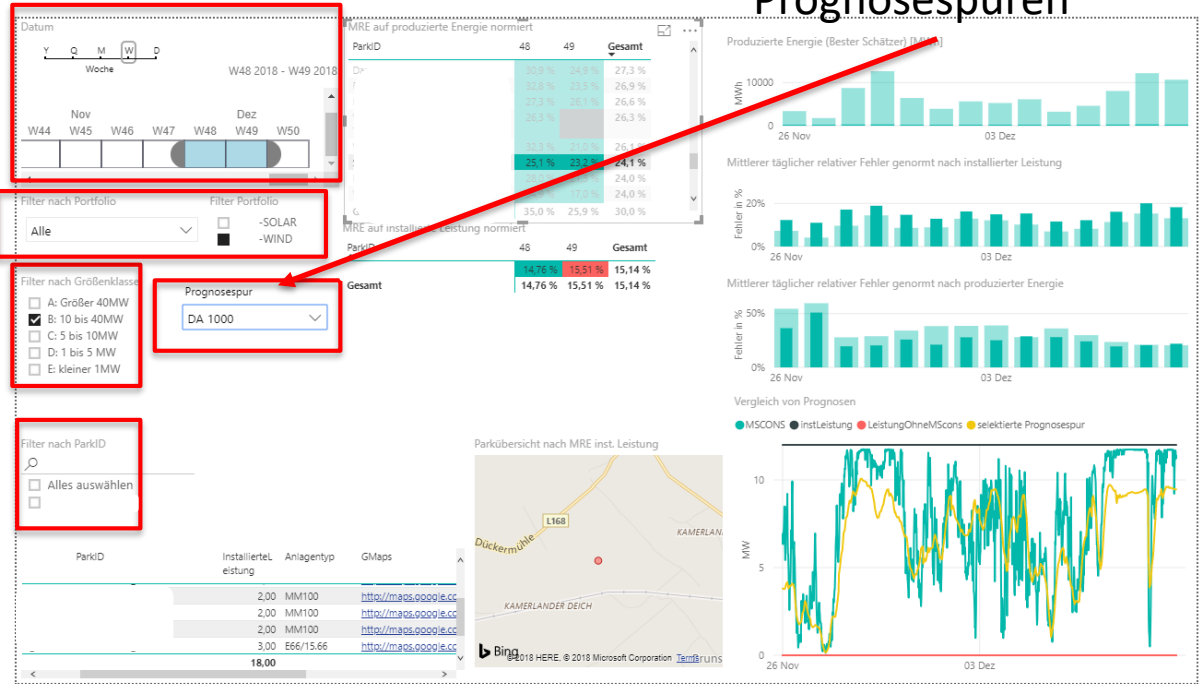 Prognosespuren
Datum
Y Q M W D
Woche
W48 2018 - W49 2018
Nov Dez
W44 W45 W46 W47 W48 W49 W50
Filter nach Portfolio
Alle
Filter Portfolio
-SOLAR
-WIND
Filter nach Größenklasse
A: Größer 40MW
B: 10 bis 40MW
C: 5 bis 10MW
D: 1 bis 5 MW
E: kleiner 1MW
Prognosespur
DA 1000
Filter nach ParkID
Alles auswählen
MRE auf produzierte Energie normiert
ParkID 48 49 Gesamt
30,9 % 24,9 % 27,3 %
32,8 % 23,5 % 26,9 %
27,3 % 26,1 % 26,6 %
26,3 % 26,3 %
32,3 % 21,0 % 26,1 %
25,1 % 23,2 % 24,1 %
24,0 %
17,0 % 24,0 %
35,0 % 25,9 % 30,0 %
MRE auf installierte Leistung normiert
ParkID 48 49 Gesamt
14,76 % 15,51 % 15,14 %
Gesamt 14,76 % 15,51 % 15,14 %
Produzierte Energie (Bester Schätzer) [MWh]
MWh
10000
0
26 Nov 03 Dez
Mittlerer täglicher relativer Fehler genormt nach installierter Leistung
Fehler in %
20%
0%
26 Nov 03 Dez
Mittlerer täglicher relativer Fehler genormt nach produzierter Energie
Fehler in %
50%
0%
26 Nov 03 Dez
Vergleich von Prognosen
MSCONS instLeistung LeistungOhneMScons selektierte Prognosespur
MW
10
5
0
26 Nov 03 Dez
Parkübersicht nach MRE inst. Leistung
L168
Dückermühle
KAMERLAN
KAMERLANDER DEICH
Bing
© 2018 HERE, © 2018 Microsoft Corporation Terms
ParkID InstallierteL
eistung Anlagentyp GMaps
2,00 MM100 http://maps.google.cc
2,00 MM100 http://maps.google.cc
2,00 MM100 http://maps.google.cc
3,00 E66/15.66 http://maps.google.cc
18,00